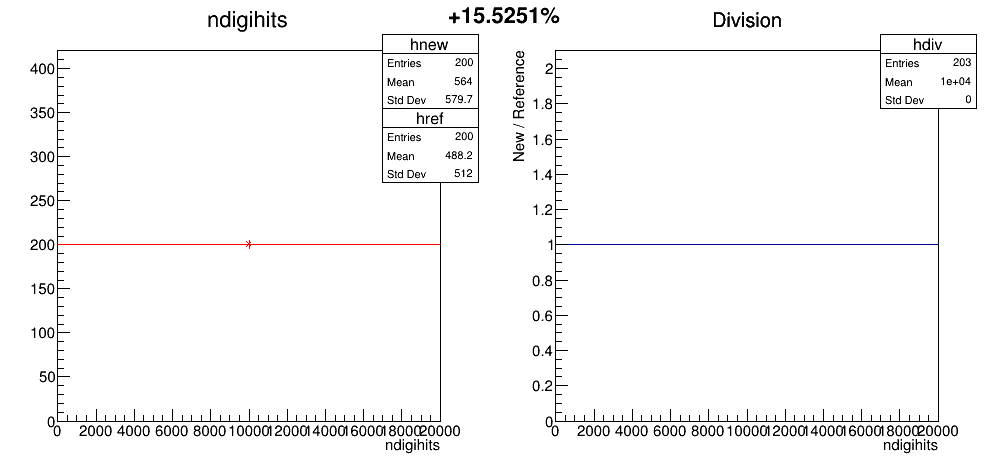 +15.5251%
ndigihits
hnew
Entries 200
Mean 564
Std Dev 579.7
href
Entries 200
Mean 488.2
Std Dev 512
400
350
300
250
200
150
100
50
0
0 2000 4000 6000 8000 10000 12000 14000 16000 18000 20000
ndigihits
Division
hdiv
Entries 203
Mean 1e+04
Std Dev 0
New / Reference
2
1.8
1.6
1.4
1.2
1
0.8
0.6
0.4
0.2
0
0 2000 4000 6000 8000 10000 12000 14000 16000 18000 20000
ndigihits